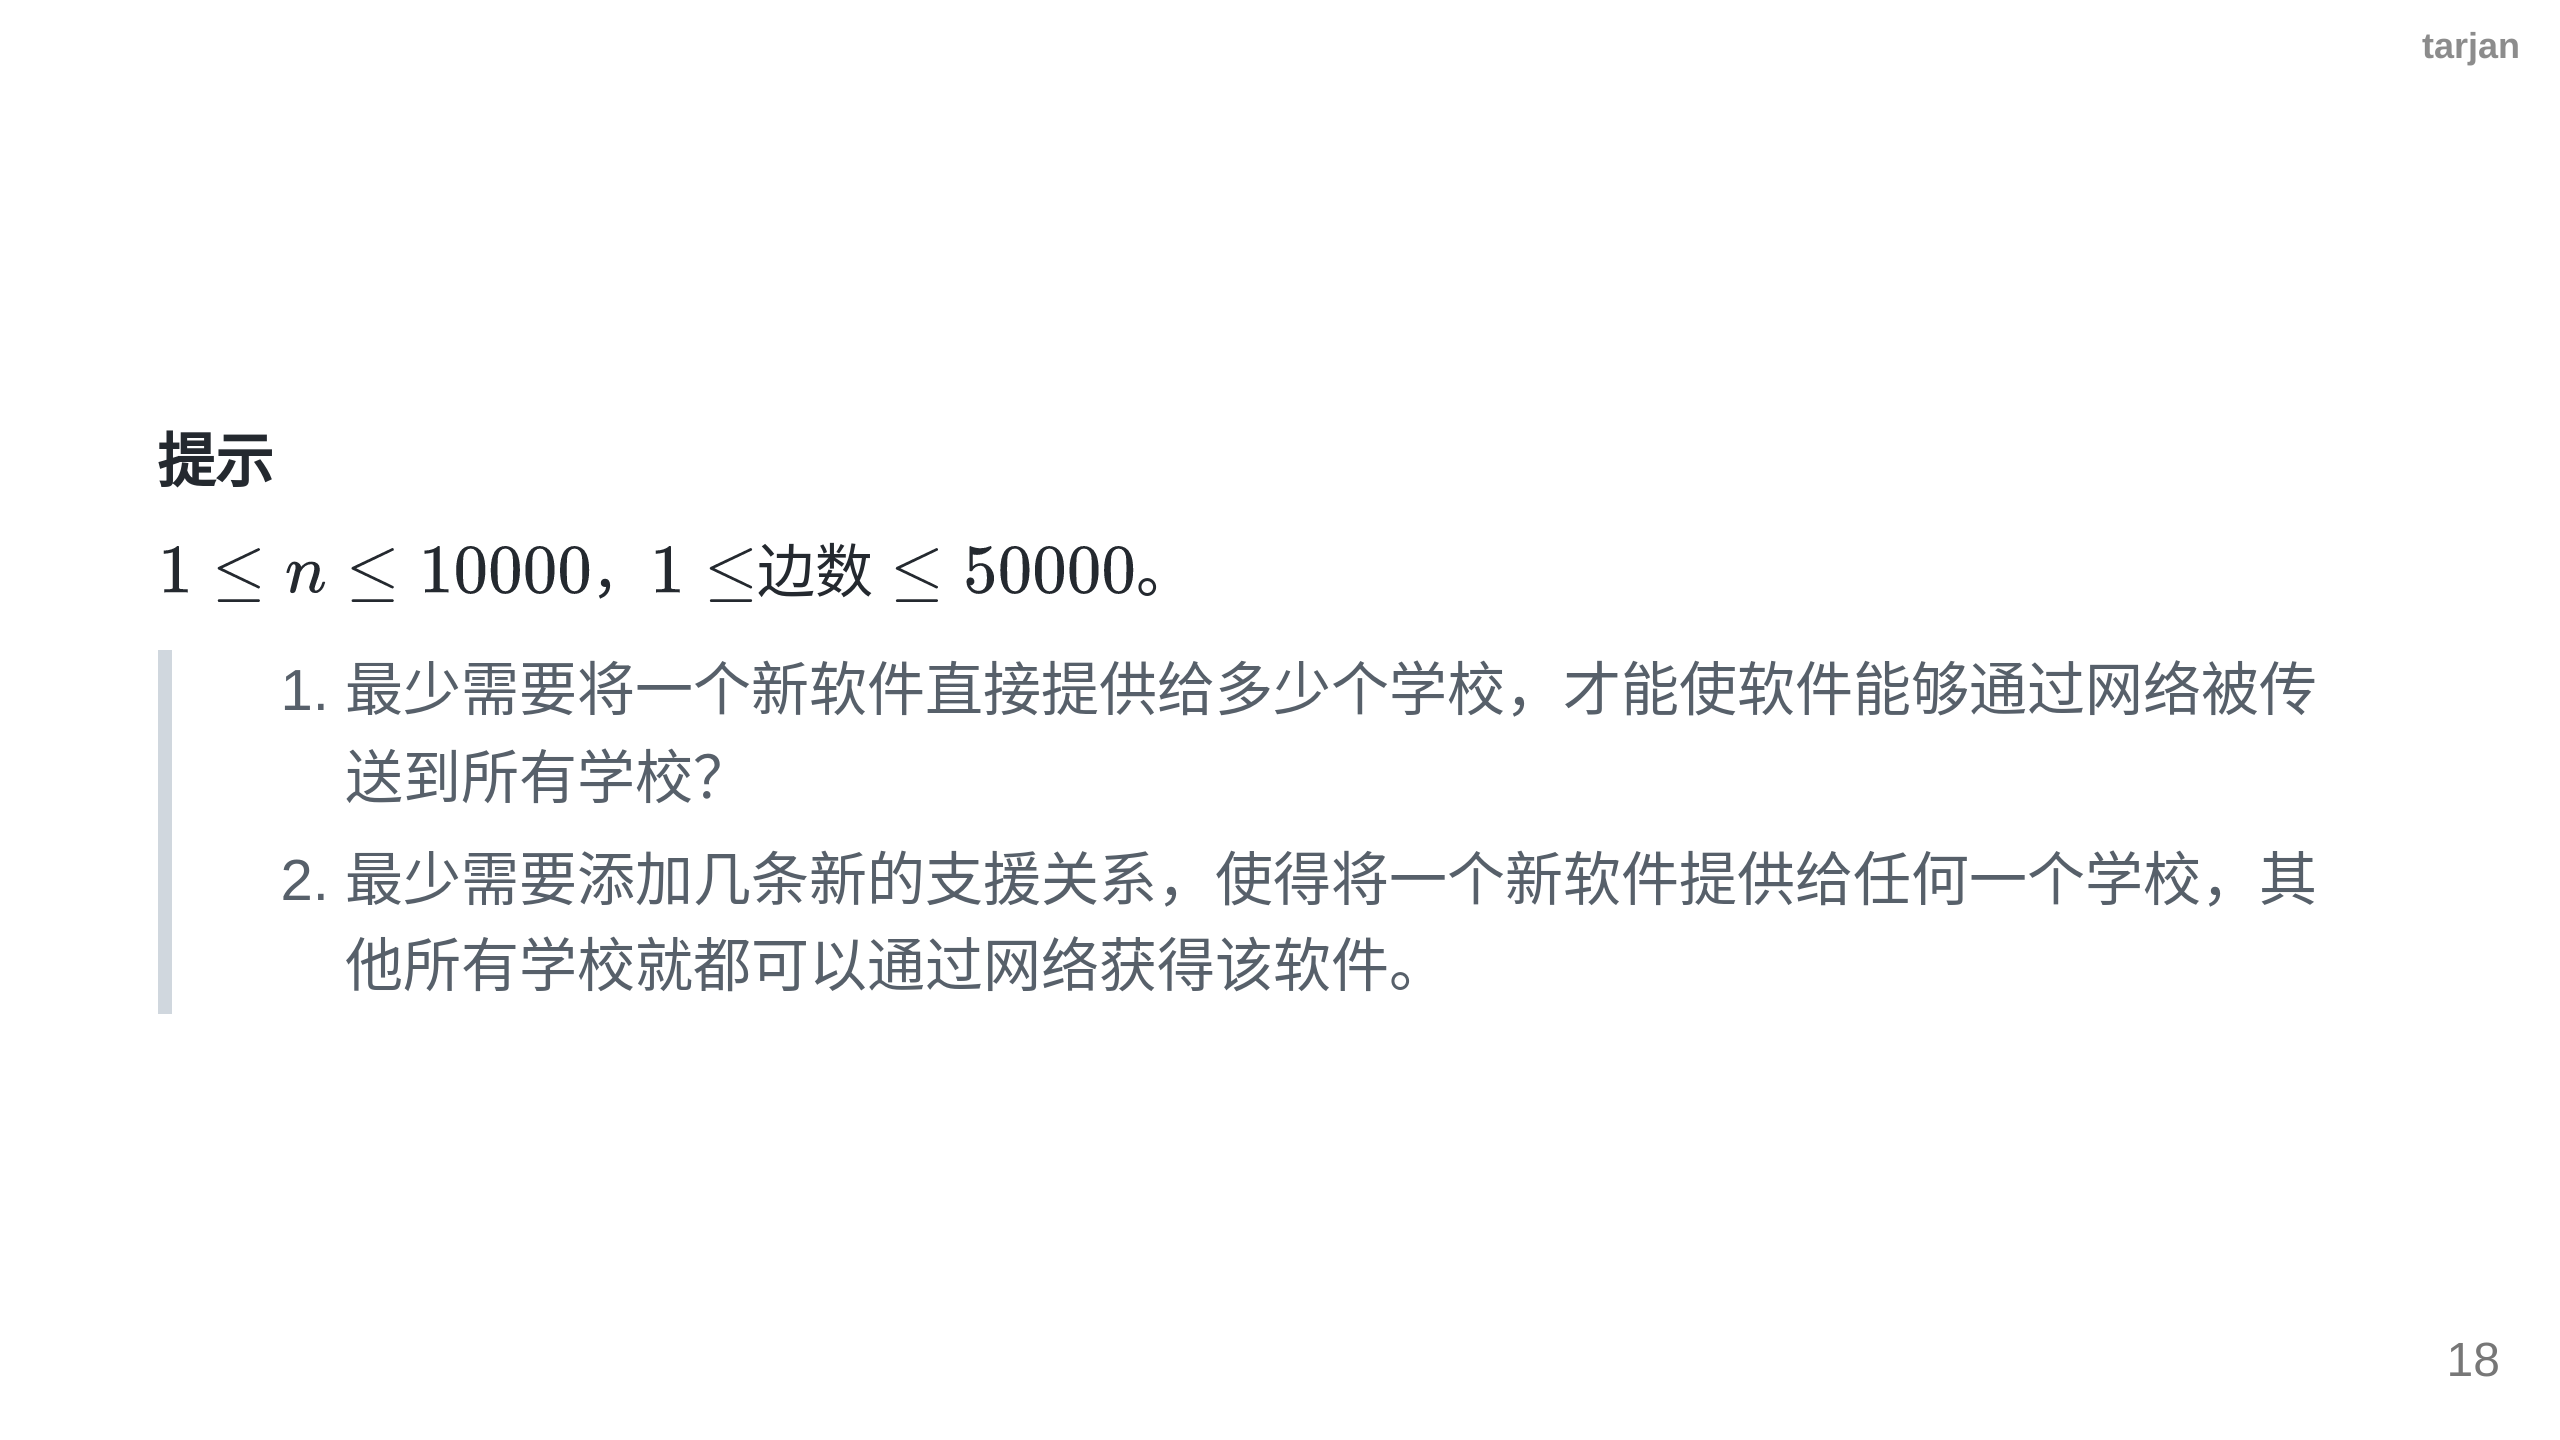 tarjan
提示
1 ≤ n ≤ 10000，1 ≤边数 ≤ 50000。
1. 最少需要将一个新软件直接提供给多少个学校，才能使软件能够通过网络被传
送到所有学校？
2. 最少需要添加几条新的支援关系，使得将一个新软件提供给任何一个学校，其
他所有学校就都可以通过网络获得该软件。
18